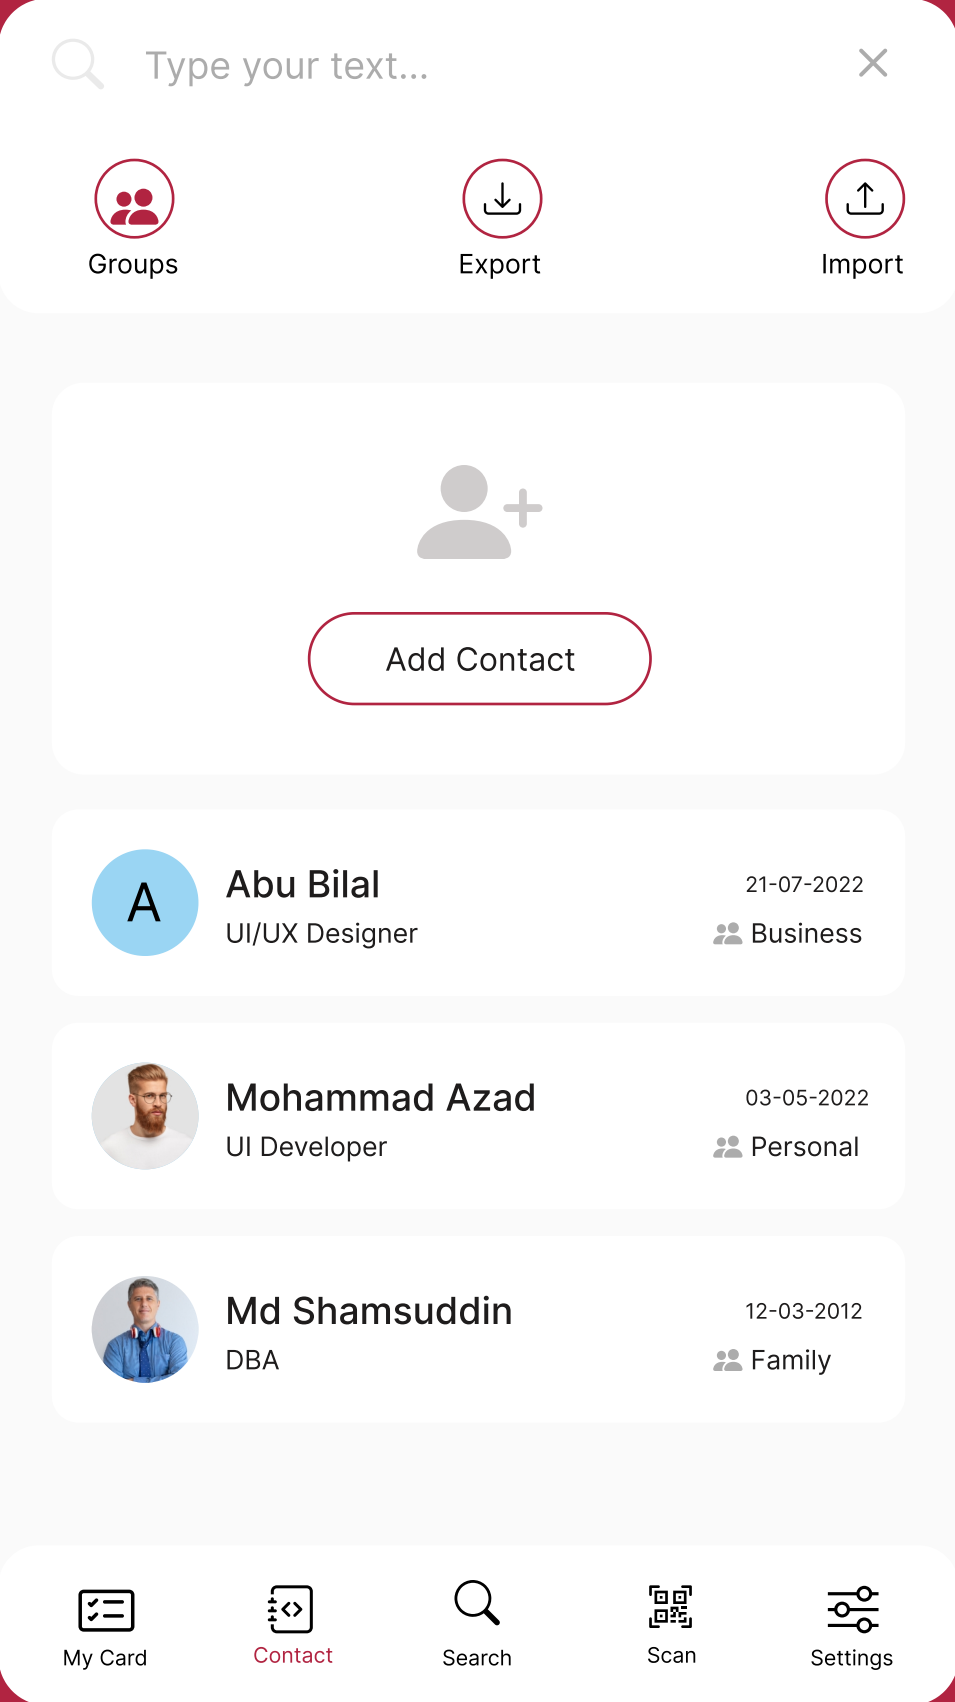 Type your text...
Groups
Export
Import
Add Contact
A
Abu Bilal
21-07-2022
UI/UX Designer
Business
Mohammad Azad
03-05-2022
UI Developer
Personal
Md Shamsuddin
12-03-2012
DBA
Family
My Card
Contact
Search
Scan
Settings